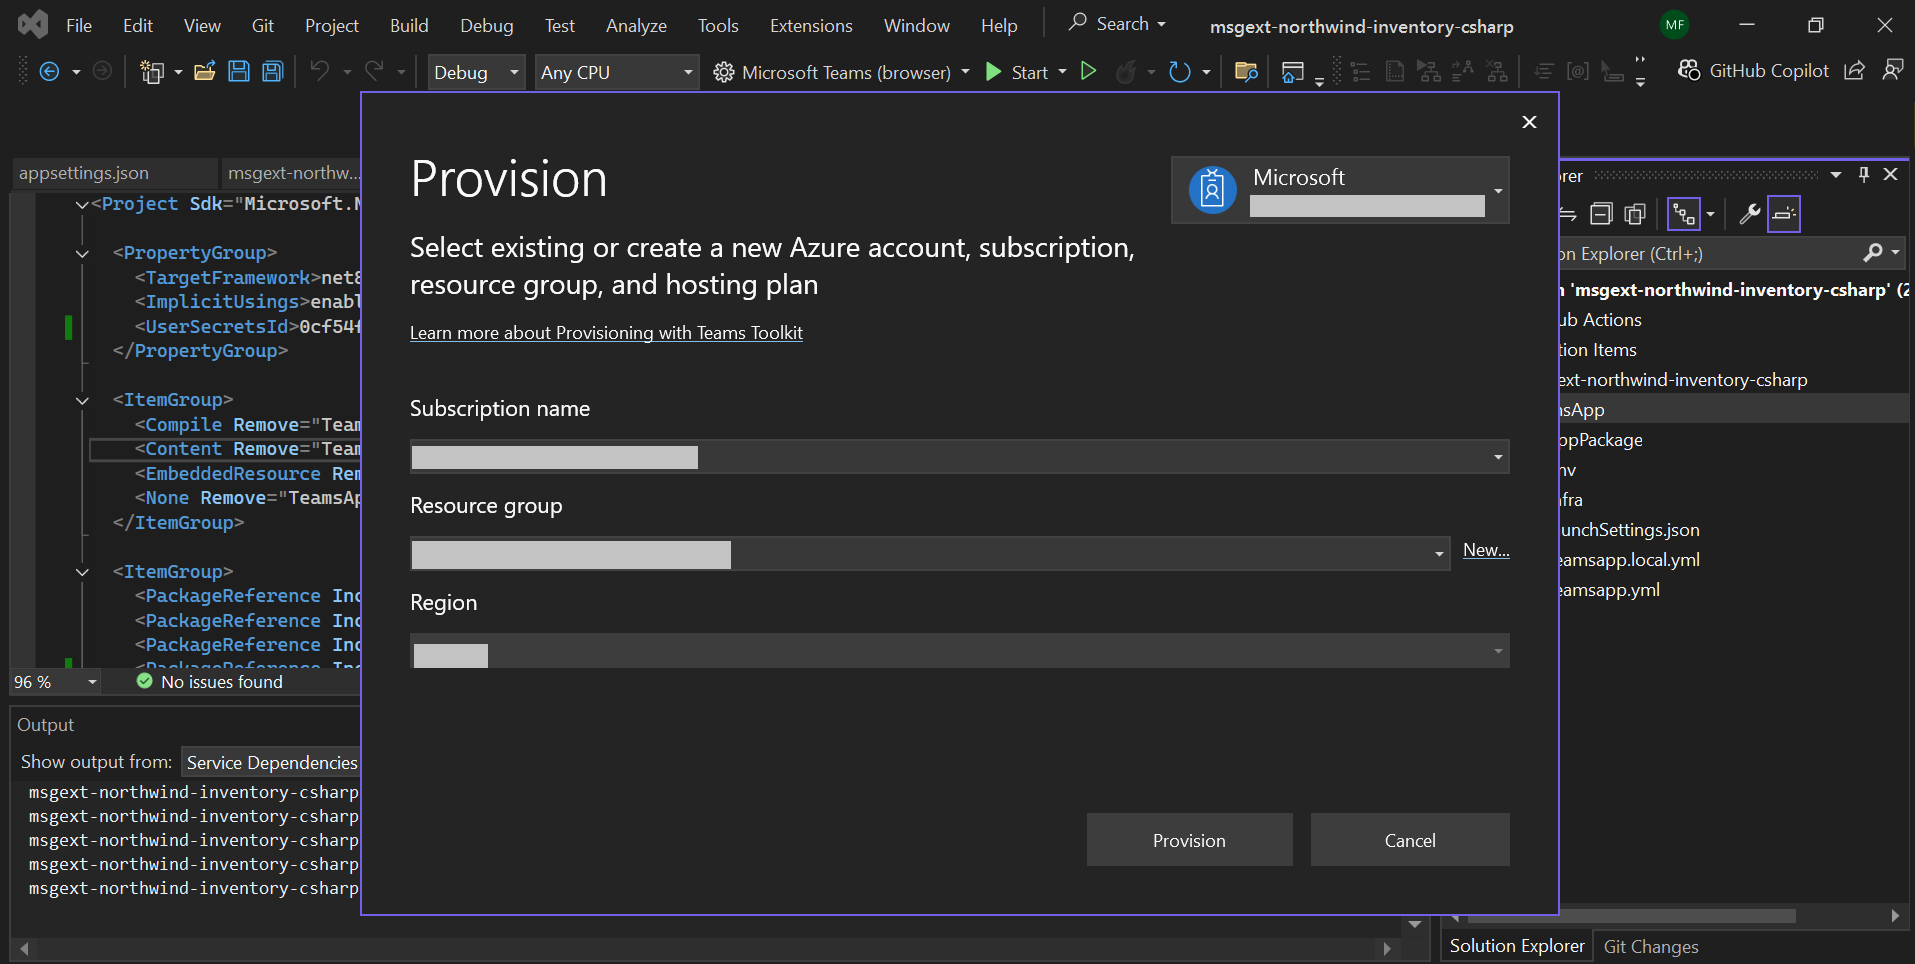 File Edit View Git Project Build Debug Test Analyze Tools Extensions Window Help Search msgext-northwind-inventory-csharp MF
Debug Any CPU Microsoft Teams (browser) Start GitHub Copilot
appsettings.json msgext-northw...
<Project Sdk="Microsoft.
<PropertyGroup>
<TargetFramework>net8
<ImplicitUsings>enabl
<UserSecretsId>0cf54f
</PropertyGroup>
<ItemGroup>
<Compile Remove="Team
<Content Remove="Team
<EmbeddedResource Rem
<None Remove="TeamsAp
</ItemGroup>
<ItemGroup>
<PackageReference Inc
<PackageReference Inc
<PackageReference Inc
<PackageReference Inc
96 % No issues found
Output
Show output from: Service Dependencies
msgext-northwind-inventory-csharp
msgext-northwind-inventory-csharp
msgext-northwind-inventory-csharp
msgext-northwind-inventory-csharp
msgext-northwind-inventory-csharp
Provision
Microsoft
Select existing or create a new Azure account, subscription,
resource group, and hosting plan
Learn more about Provisioning with Teams Toolkit
Subscription name
Resource group
New...
Region
Provision Cancel
rer
on Explorer (Ctrl+;)
'msgext-northwind-inventory-csharp' (2
ub Actions
tion Items
ext-northwind-inventory-csharp
sApp
ppPackage
nv
fra
unchSettings.json
eamsapp.local.yml
eamsapp.yml
Solution Explorer Git Changes